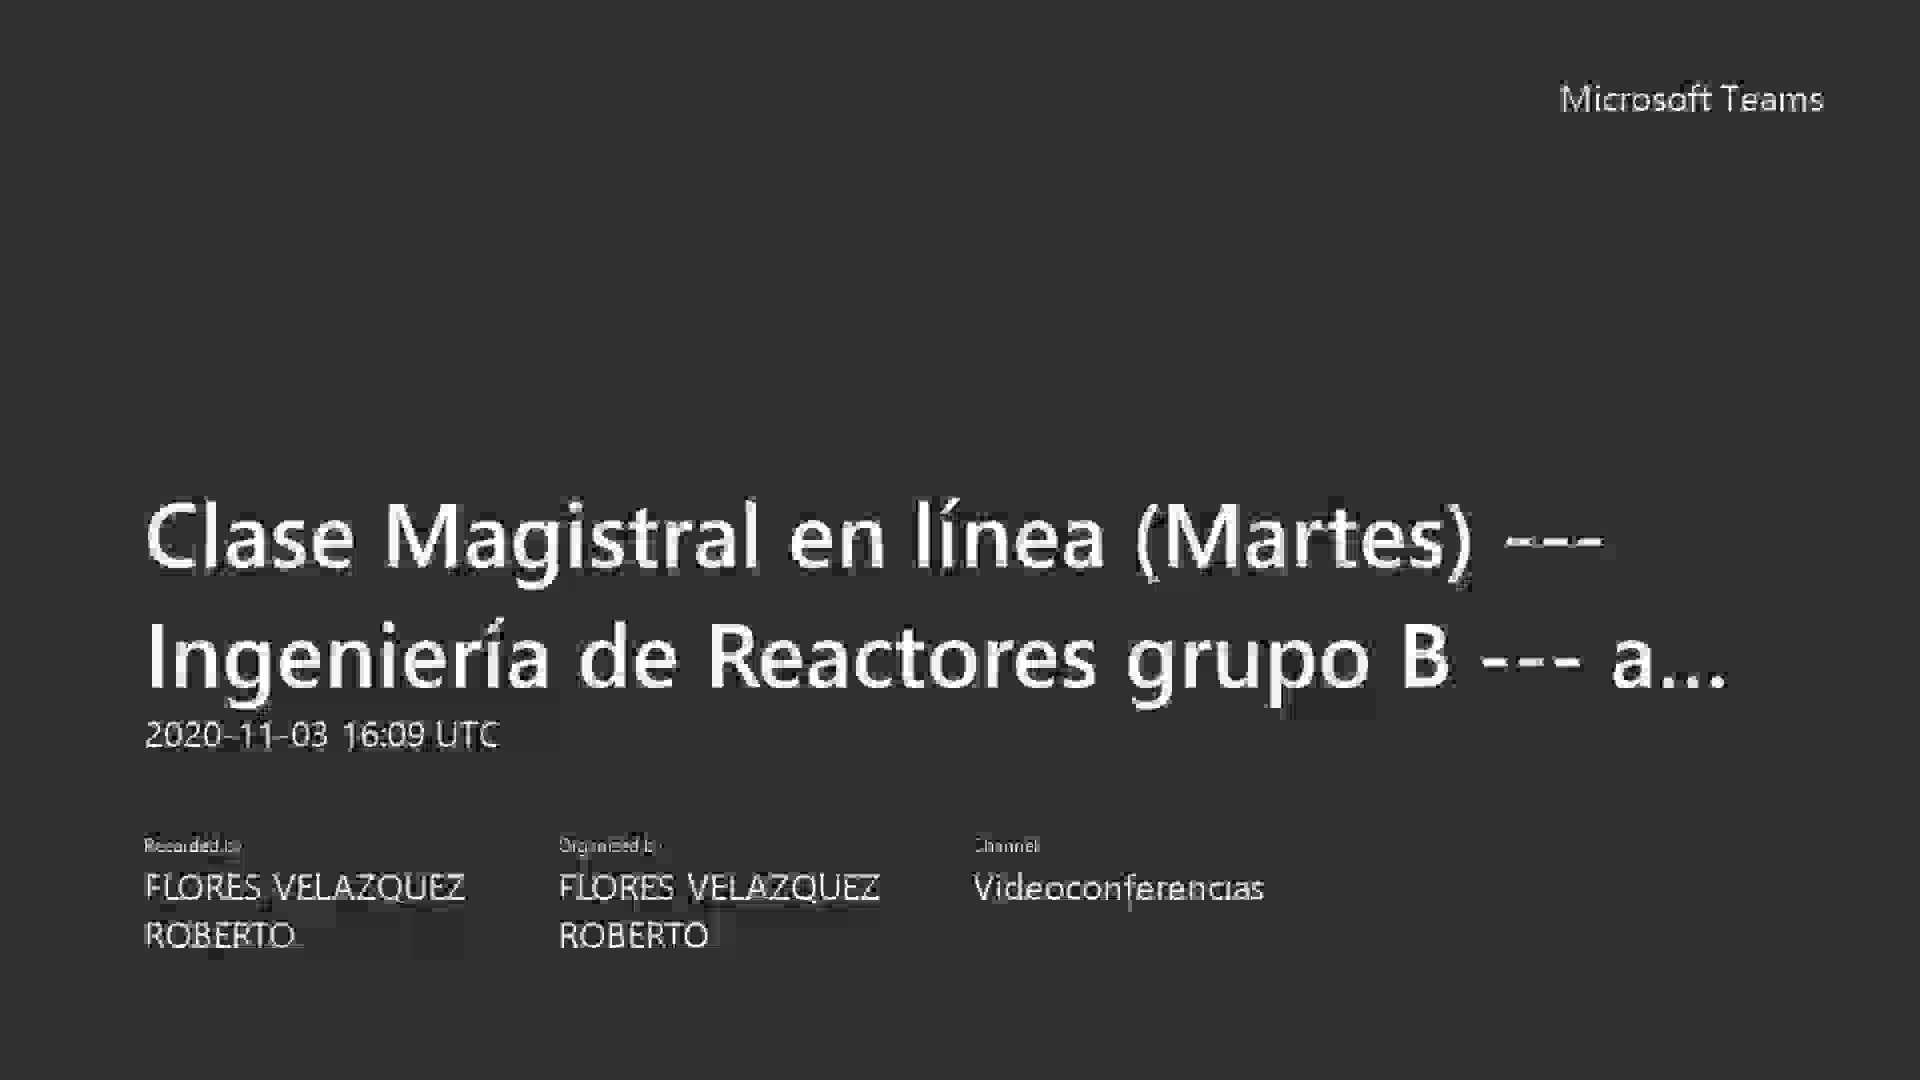 Microsoft Teams
Clase Magistral en línea (Martes) ---
Ingeniería de Reactores grupo B --- a...
2020-11-03 16:09 UTC
Recorded by
Organized by
Channel
FLORES VELAZQUEZ
ROBERTO
FLORES VELAZQUEZ
ROBERTO
Videoconferencias